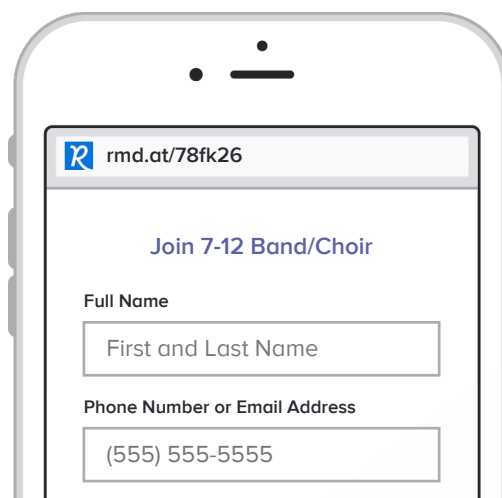 rmd.at/78fk26
Join 7-12 Band/Choir
Full Name
First and Last Name
Phone Number or Email Address
(555) 555-5555